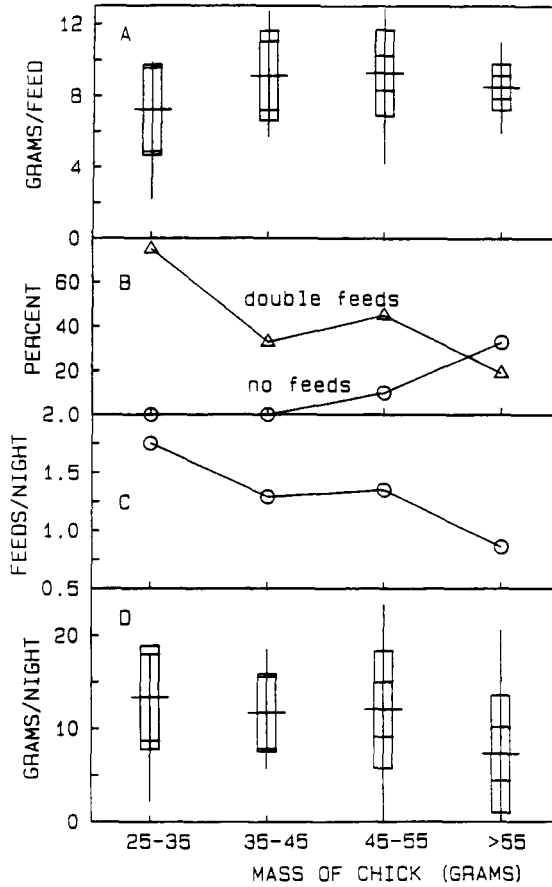 A
GRAMS/FEED
12
8
4
0
B
PERCENT
60
40
20
double feeds
no feeds
C
FEEDS/NIGHT
2.0
1.5
1.0
0.5
D
GRAMS/NIGHT
20
10
0
25-35 35-45 45-55 >55
MASS OF CHICK (GRAMS)